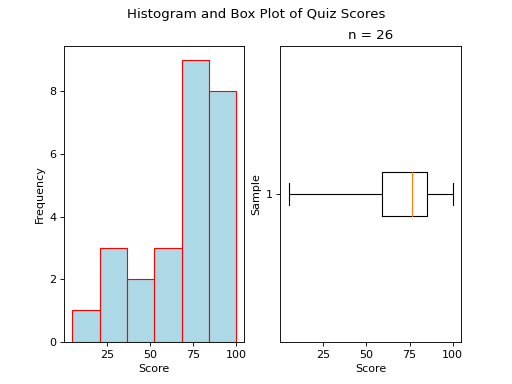 Histogram and Box Plot of Quiz Scores
Frequency
0
2
4
6
8
25 50 75 100
Score
n = 26
Sample
1
25 50 75 100
Score